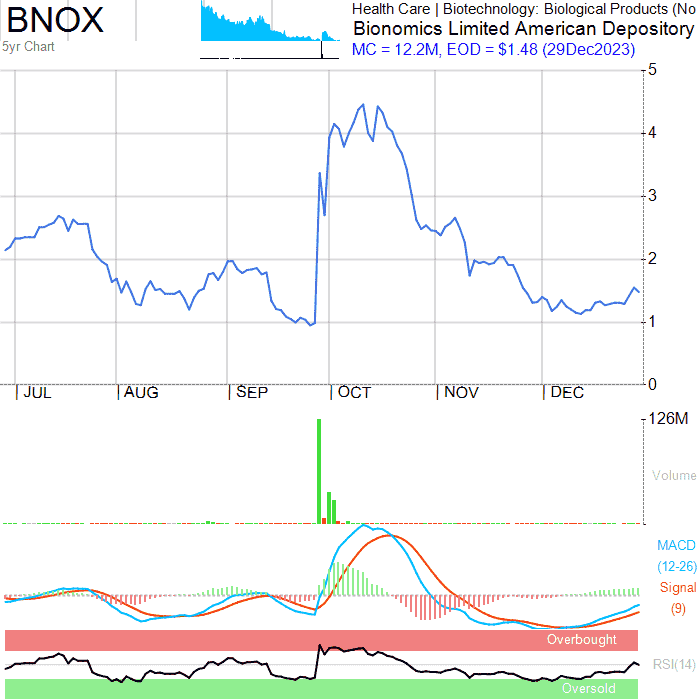 BNOX
5yr Chart
Health Care | Biotechnology: Biological Products (No
Bionomics Limited American Depository
MC = 12.2M, EOD = $1.48 (29Dec2023)
5
4
3
2
1
0
JUL AUG SEP OCT NOV DEC
126M
Volume
MACD
(12-26)
Signal
(9)
Overbought
RSI(14)
Oversold